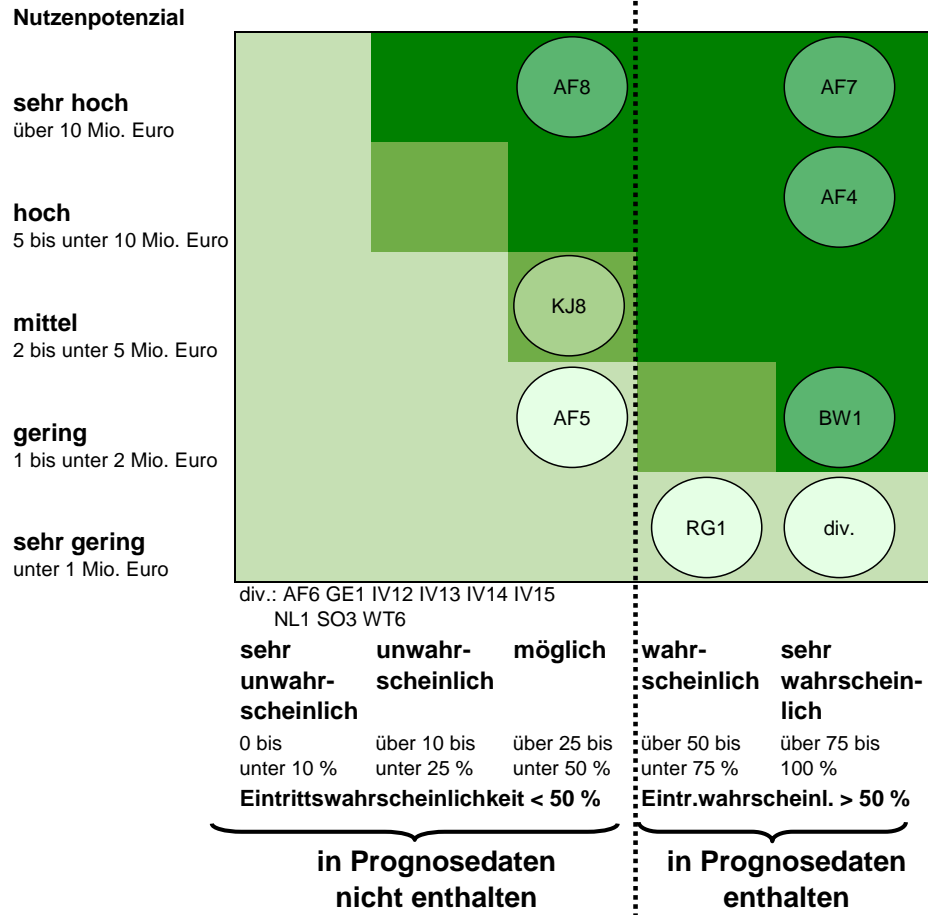 Nutzenpotenzial
sehr hoch
über 10 Mio. Euro
AF8
AF7
hoch
5 bis unter 10 Mio. Euro
AF4
mittel
2 bis unter 5 Mio. Euro
KJ8
gering
1 bis unter 2 Mio. Euro
AF5
BW1
sehr gering
unter 1 Mio. Euro
RG1
div.
div.: AF6 GE1 IV12 IV13 IV14 IV15
NL1 SO3 WT6
sehr
unwahr-
scheinlich
0 bis
unter 10 %
unwahr-
scheinlich
über 10 bis
unter 25 %
möglich
über 25 bis
unter 50 %
wahr-
scheinlich
über 50 bis
unter 75 %
sehr
wahrschein-
lich
über 75 bis
100 %
Eintrittswahrscheinlichkeit < 50 %
Eintr.wahrscheinl. > 50 %
in Prognosedaten
nicht enthalten
in Prognosedaten
enthalten